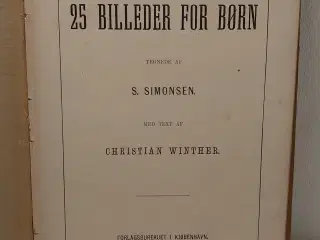 25 BILLEDER FOR BØRN
TEGNEDE AF
S. SIMONSEN.
MED TEXT AF
CHRISTIAN WINTHER.
FORLAGSBUREAUET I KJØBENHAVN.